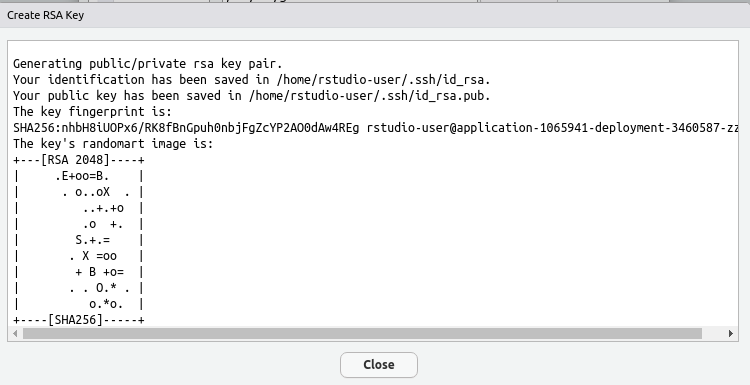 Create RSA Key
Generating public/private rsa key pair.
Your identification has been saved in /home/rstudio-user/.ssh/id_rsa.
Your public key has been saved in /home/rstudio-user/.ssh/id_rsa.pub.
The key fingerprint is:
SHA256:nhbH8iUOPx6/RK8fBnGpuh0nbjFgZcYP2AO0dAw4REg rstudio-user@application-1065941-deployment-3460587-zz
The key's randomart image is:
+---[RSA 2048]----+
|     .E+oo=B.    |
|      . o..oX  . |
|         ..+.+o  |
|         .o  +.  |
|        S.+.=    |
|       . X =oo   |
|        + B +o=  |
|       . . O.* . |
|          o.*o.  |
+----[SHA256]-----+
Close